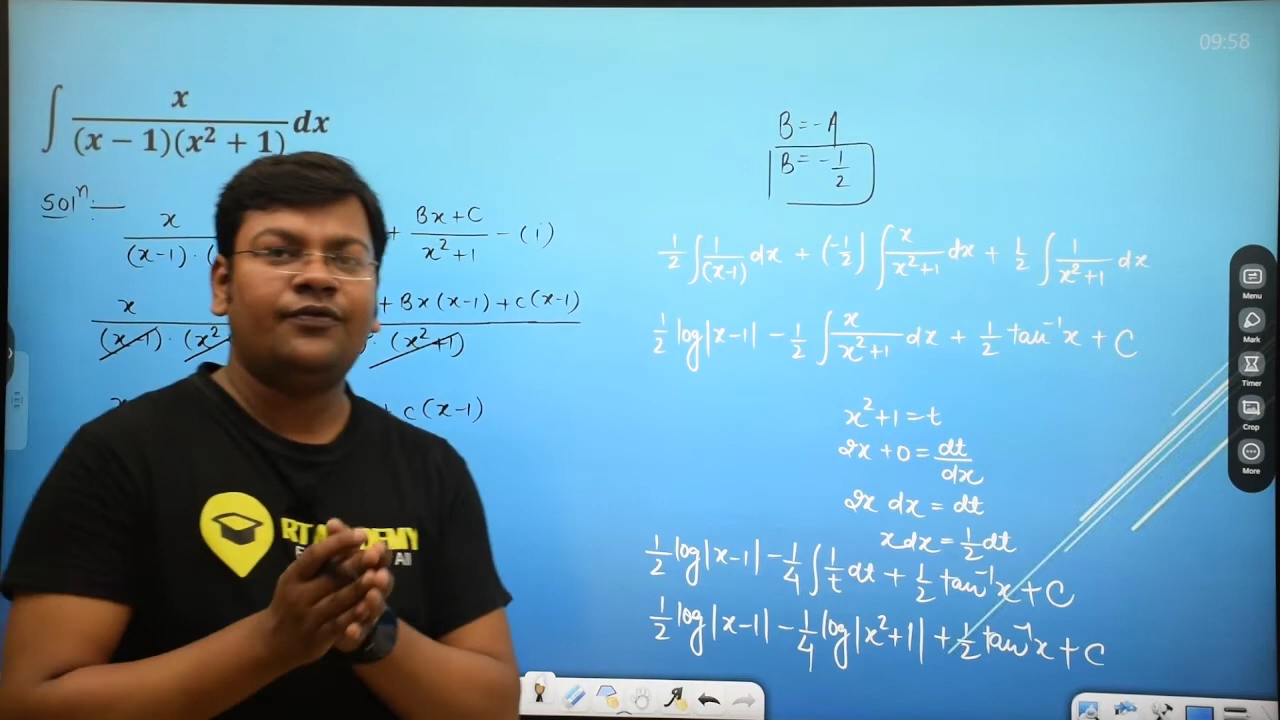 09:58
∫ x / (x − 1)(x² + 1) dx
Solⁿ:—
x / (x-1)·( + Bx+C / x²+1 — (i)
x / (x-1)·(x² + Bx(x-1)+c(x-1) / (x²+1)
+ c(x-1)
B=-A
B=-1/2
1/2 ∫ 1/(x-1) dx + (-1/2) ∫ x/x²+1 dx + 1/2 ∫ 1/x²+1 dx
1/2 log|x-1| - 1/2 ∫ x/x²+1 dx + 1/2 tan⁻¹x + C
x²+1=t
2x+0=dt/dx
2x dx=dt
xdx=1/2 dt
1/2 log|x-1| - 1/4 ∫ 1/t dt + 1/2 tan⁻¹x+C
1/2 log|x-1| - 1/4 log|x²+1| + 1/2 tan⁻¹x+C
Menu
Mark
Timer
Crop
More
RT ACADEMY
All